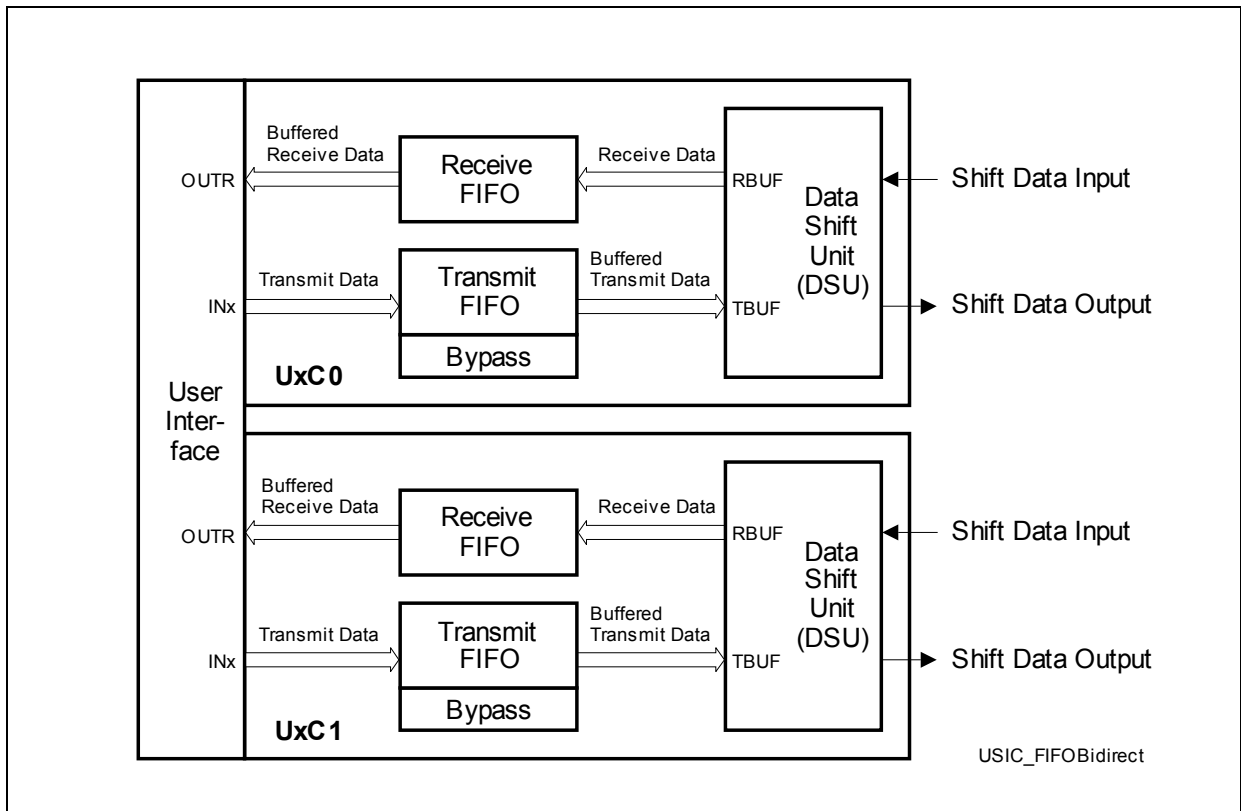 Buffered
Receive Data
Receive Data
OUTR
Receive
FIFO
RBUF
Shift Data Input
Data
Shift
Unit
(DSU)
Transmit Data
Transmit
FIFO
Buffered
Transmit Data
INx
TBUF
Shift Data Output
Bypass
UxC0
User
Inter-
face
Buffered
Receive Data
Receive Data
OUTR
Receive
FIFO
RBUF
Shift Data Input
Data
Shift
Unit
(DSU)
Transmit Data
Transmit
FIFO
Buffered
Transmit Data
INx
TBUF
Shift Data Output
Bypass
UxC1
USIC_FIFOBidirect